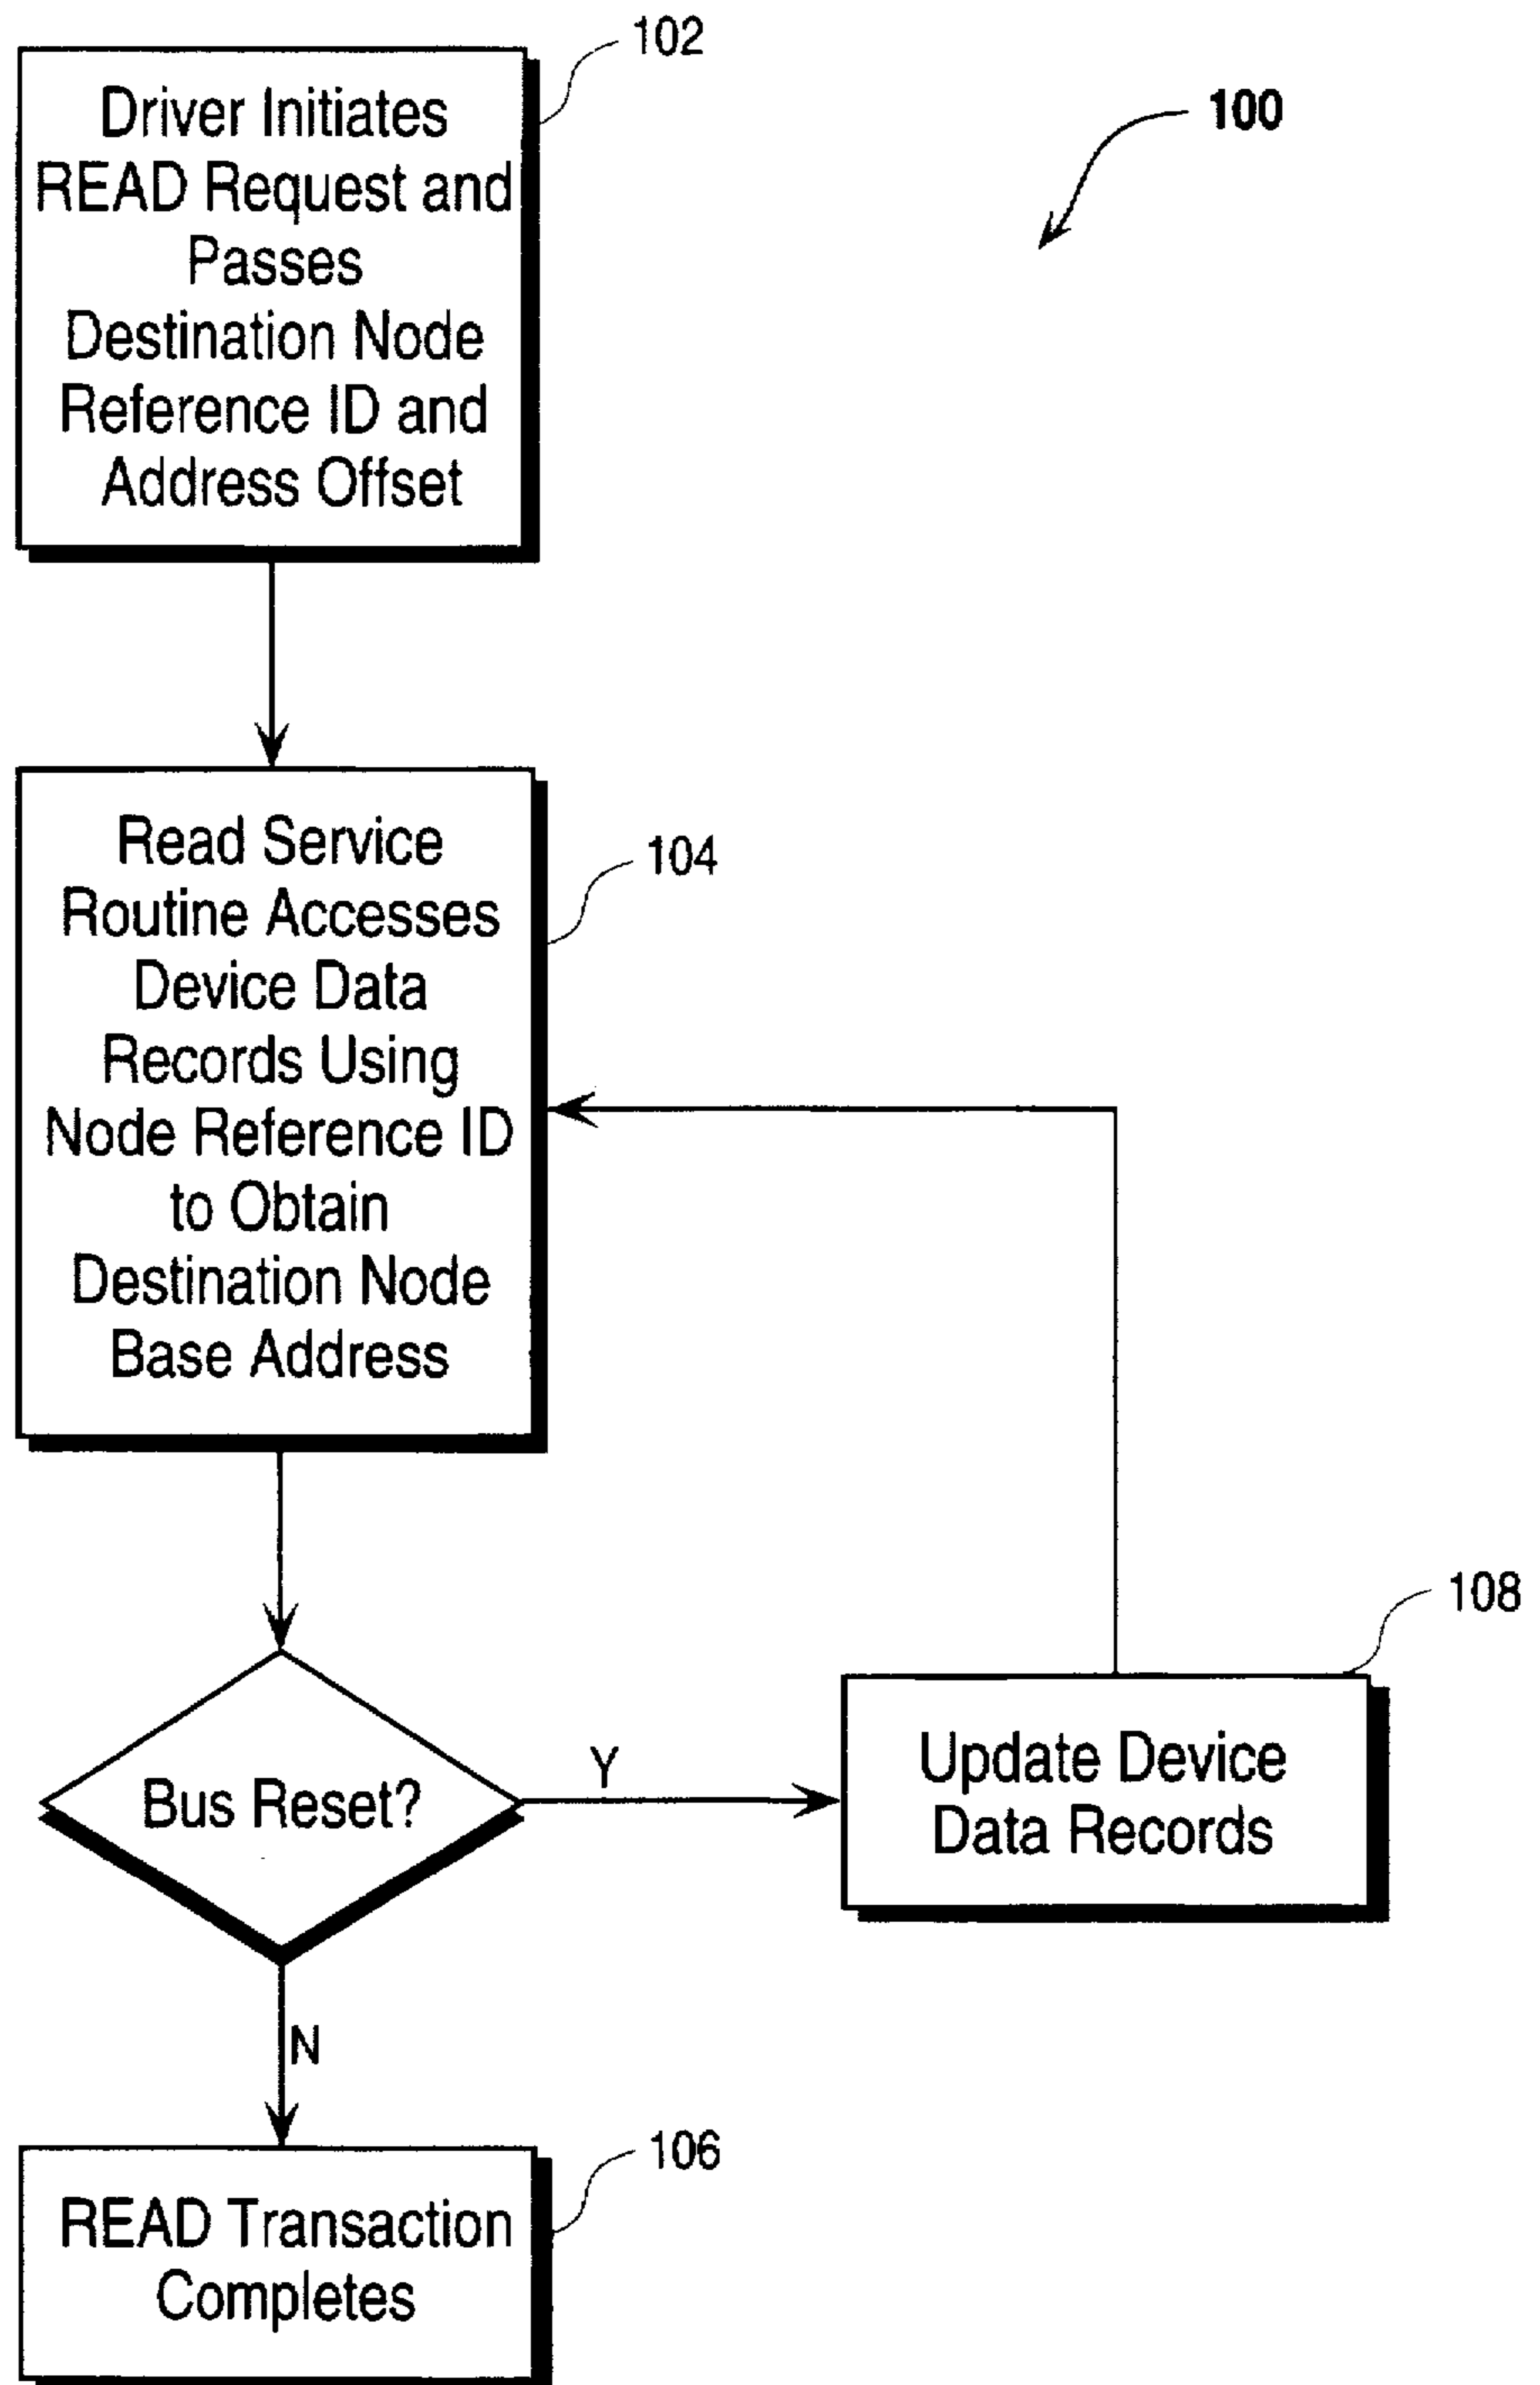 102
100
Driver Initiates
READ Request and
Passes
Destination Node
Reference ID and
Address Offset
104
Read Service
Routine Accesses
Device Data
Records Using
Node Reference ID
to Obtain
Destination Node
Base Address
108
Bus Reset?
Y
Update Device
Data Records
N
106
READ Transaction
Completes